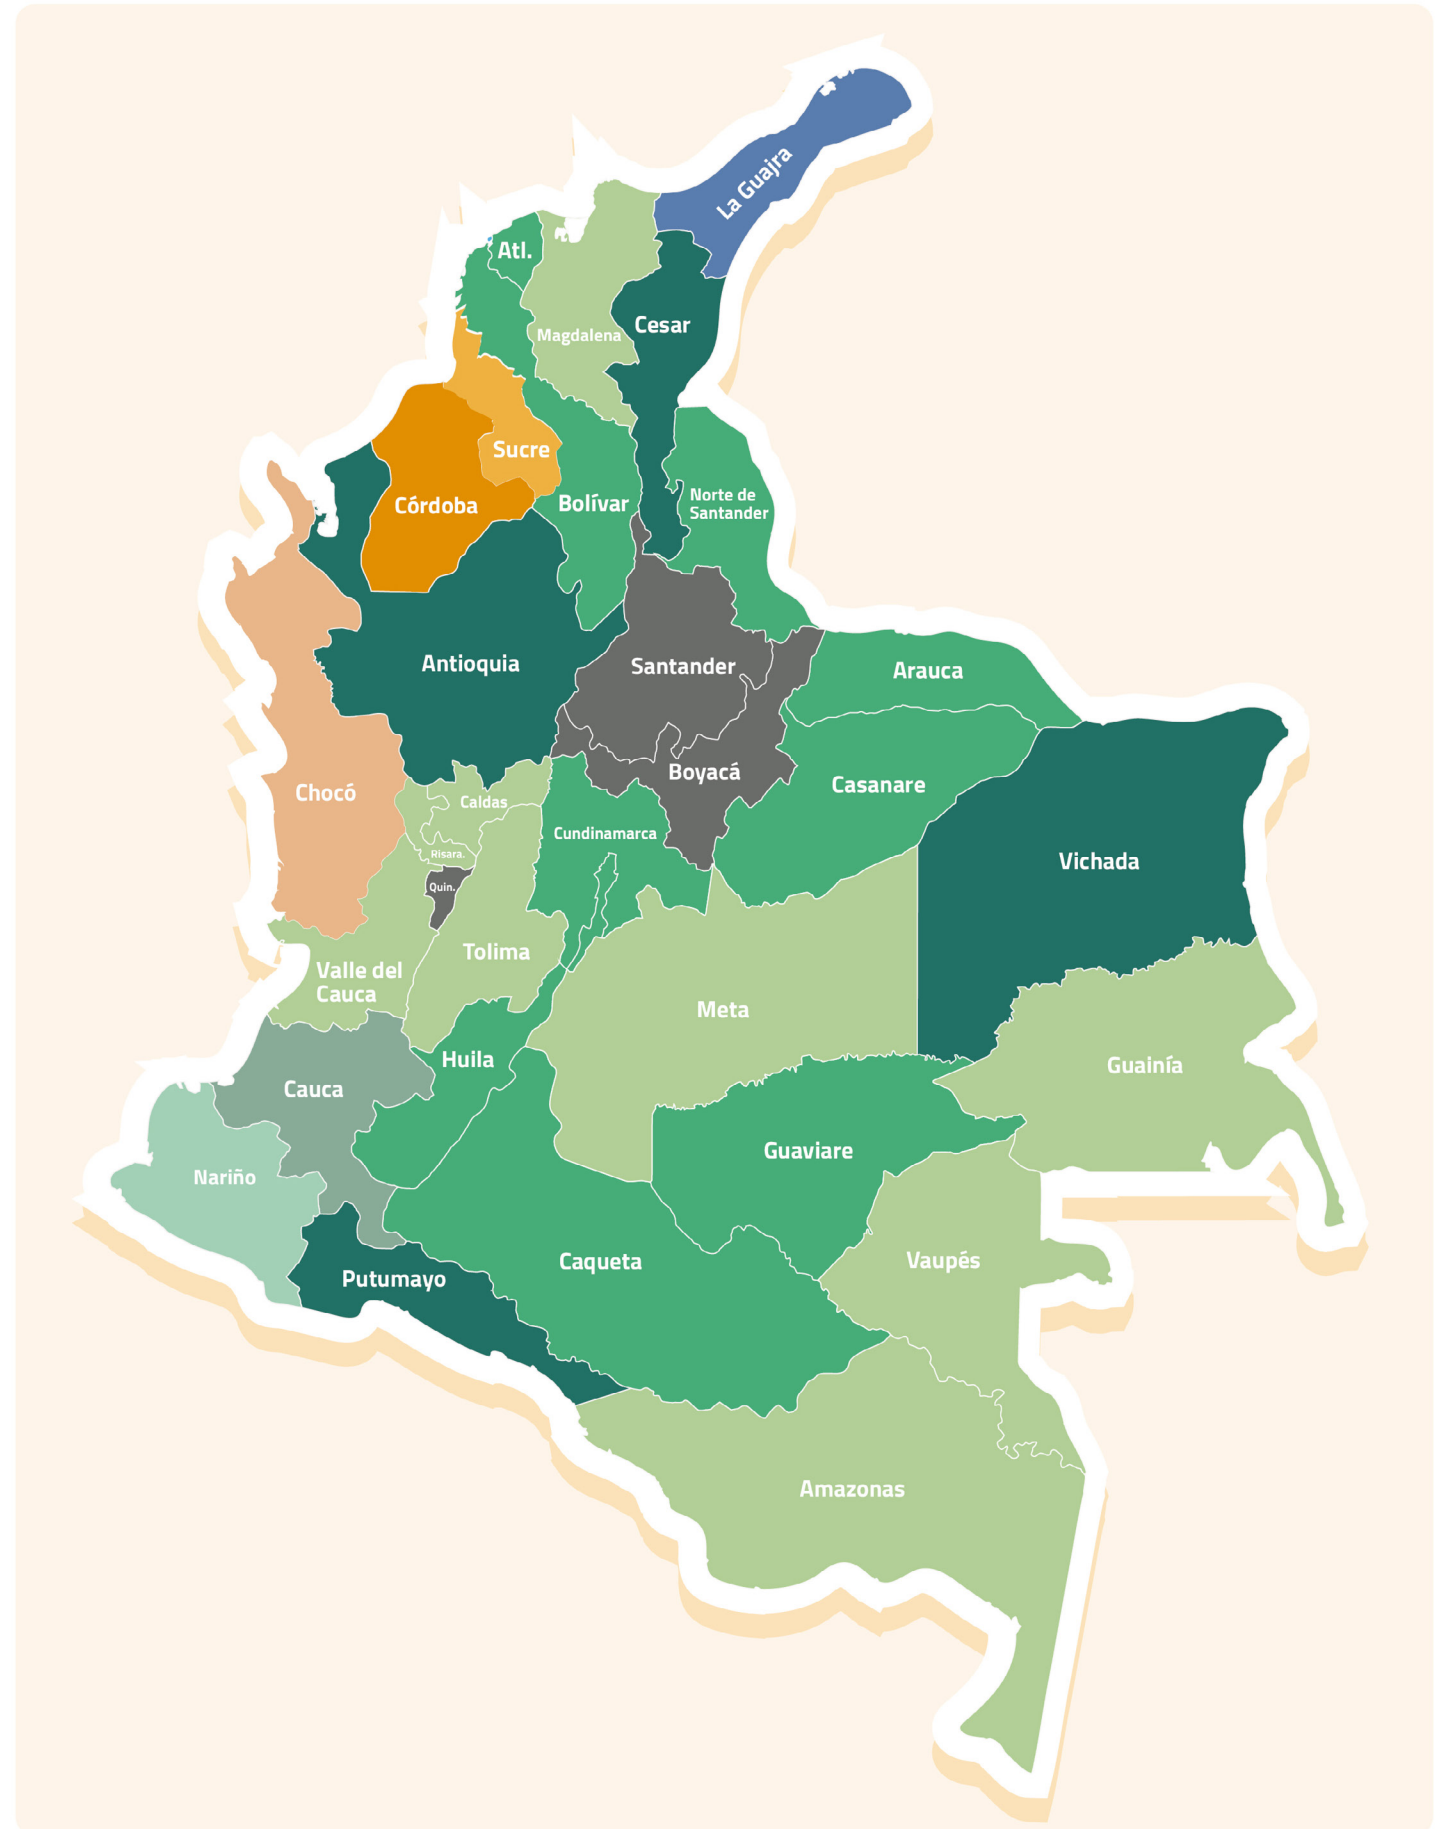 La Guajra
Atl.
Magdalena
Cesar
Sucre
Córdoba
Bolívar
Norte de
Santander
Antioquia
Santander
Arauca
Chocó
Boyacá
Casanare
Caldas
Cundinamarca
Risara.
Quin.
Vichada
Tolima
Valle del
Cauca
Meta
Huila
Guainía
Cauca
Nariño
Guaviare
Caqueta
Vaupés
Putumayo
Amazonas